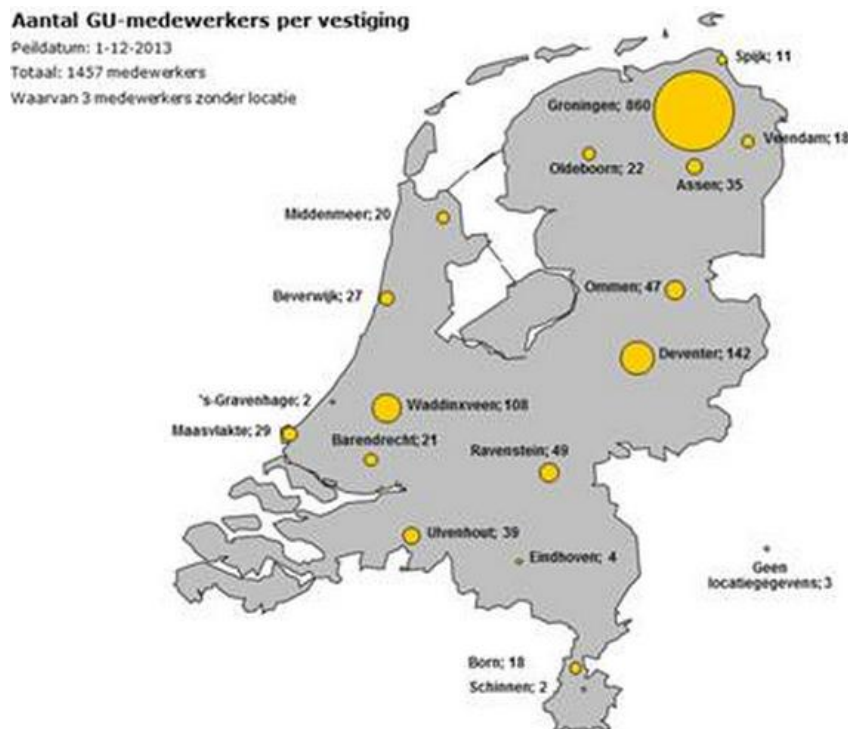 Aantal GU-medewerkers per vestiging
Peildatum: 1-12-2013
Totaal: 1457 medewerkers
Waarvan 3 medewerkers zonder locatie
Spijk; 11
Groningen; 860
Veendam; 18
Oldeboorn; 22
Assen; 35
Middenmeer; 20
Ommen; 47
Beverwijk; 27
Deventer; 142
's-Gravenhage; 2
Waddinxveen; 108
Maasvlakte; 29
Barendrecht; 21
Ravenstein; 49
Ulvenhout; 39
Eindhoven; 4
Geen
locatiegegevens; 3
Born; 18
Schinnen; 2